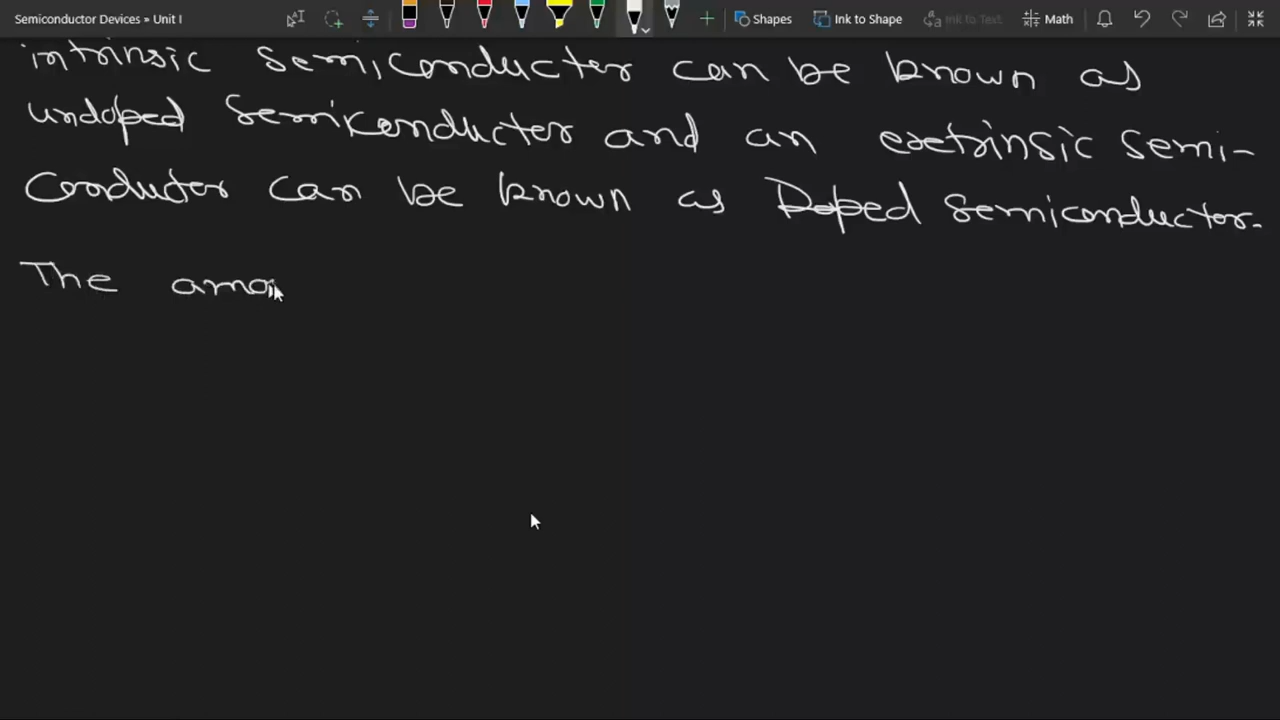 Semiconductor Devices » Unit I
Shapes
Ink to Shape
Ink to Text
Math
intrinsic semiconductor can be known as
undoped semiconductor and an extrinsic semi-
conductor can be known as Doped semiconductor.
The amo